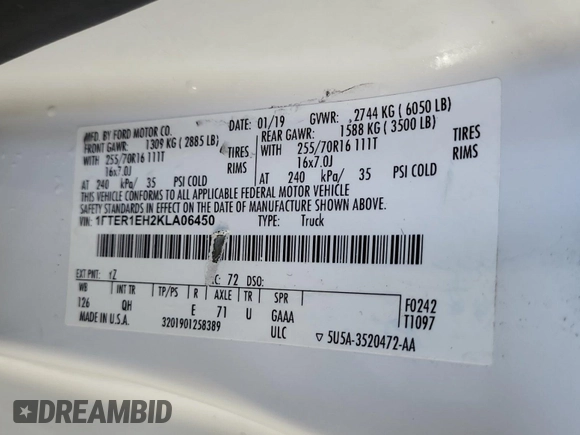 MFD. BY FORD MOTOR CO.
DATE: 01/19 GVWR: 2744 KG ( 6050 LB)
FRONT GAWR: 1309 KG ( 2885 LB)
REAR GAWR: 1588 KG ( 3500 LB)
WITH 255/70R16 111T TIRES
WITH 255/70R16 111T TIRES
16x7.0J RIMS
16x7.0J RIMS
AT 240 kPa/ 35 PSI COLD
AT 240 kPa/ 35 PSI COLD
THIS VEHICLE CONFORMS TO ALL APPLICABLE FEDERAL MOTOR VEHICLE
SAFETY STANDARDS IN EFFECT ON THE DATE OF MANUFACTURE SHOWN ABOVE.
VIN: 1FTER1EH2KLA06450 TYPE: Truck
EXT PNT: YZ RC: 72 DSO:
WB INT TR TP/PS R AXLE TR SPR
126 QH E 71 U GAAA F0242
ULC T1097
MADE IN U.S.A. 3201901258389 ▽ 5U5A-3520472-AA
DREAMBID